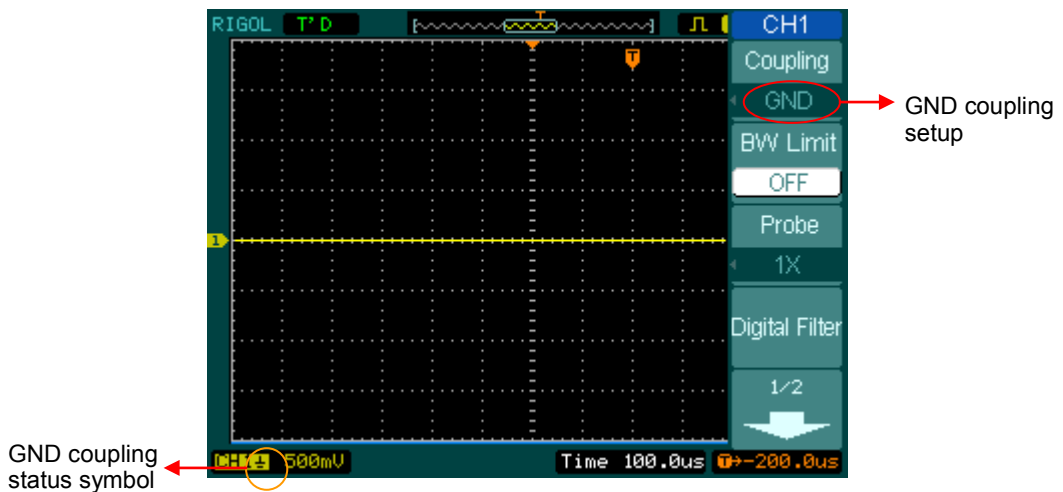 RIGOL T'D T CH1
Coupling
T
GND
GND coupling
setup
BW Limit
OFF
Probe
1
1X
Digital Filter
1/2
GND coupling
status symbol
500mV Time 100.0us T→-200.0us